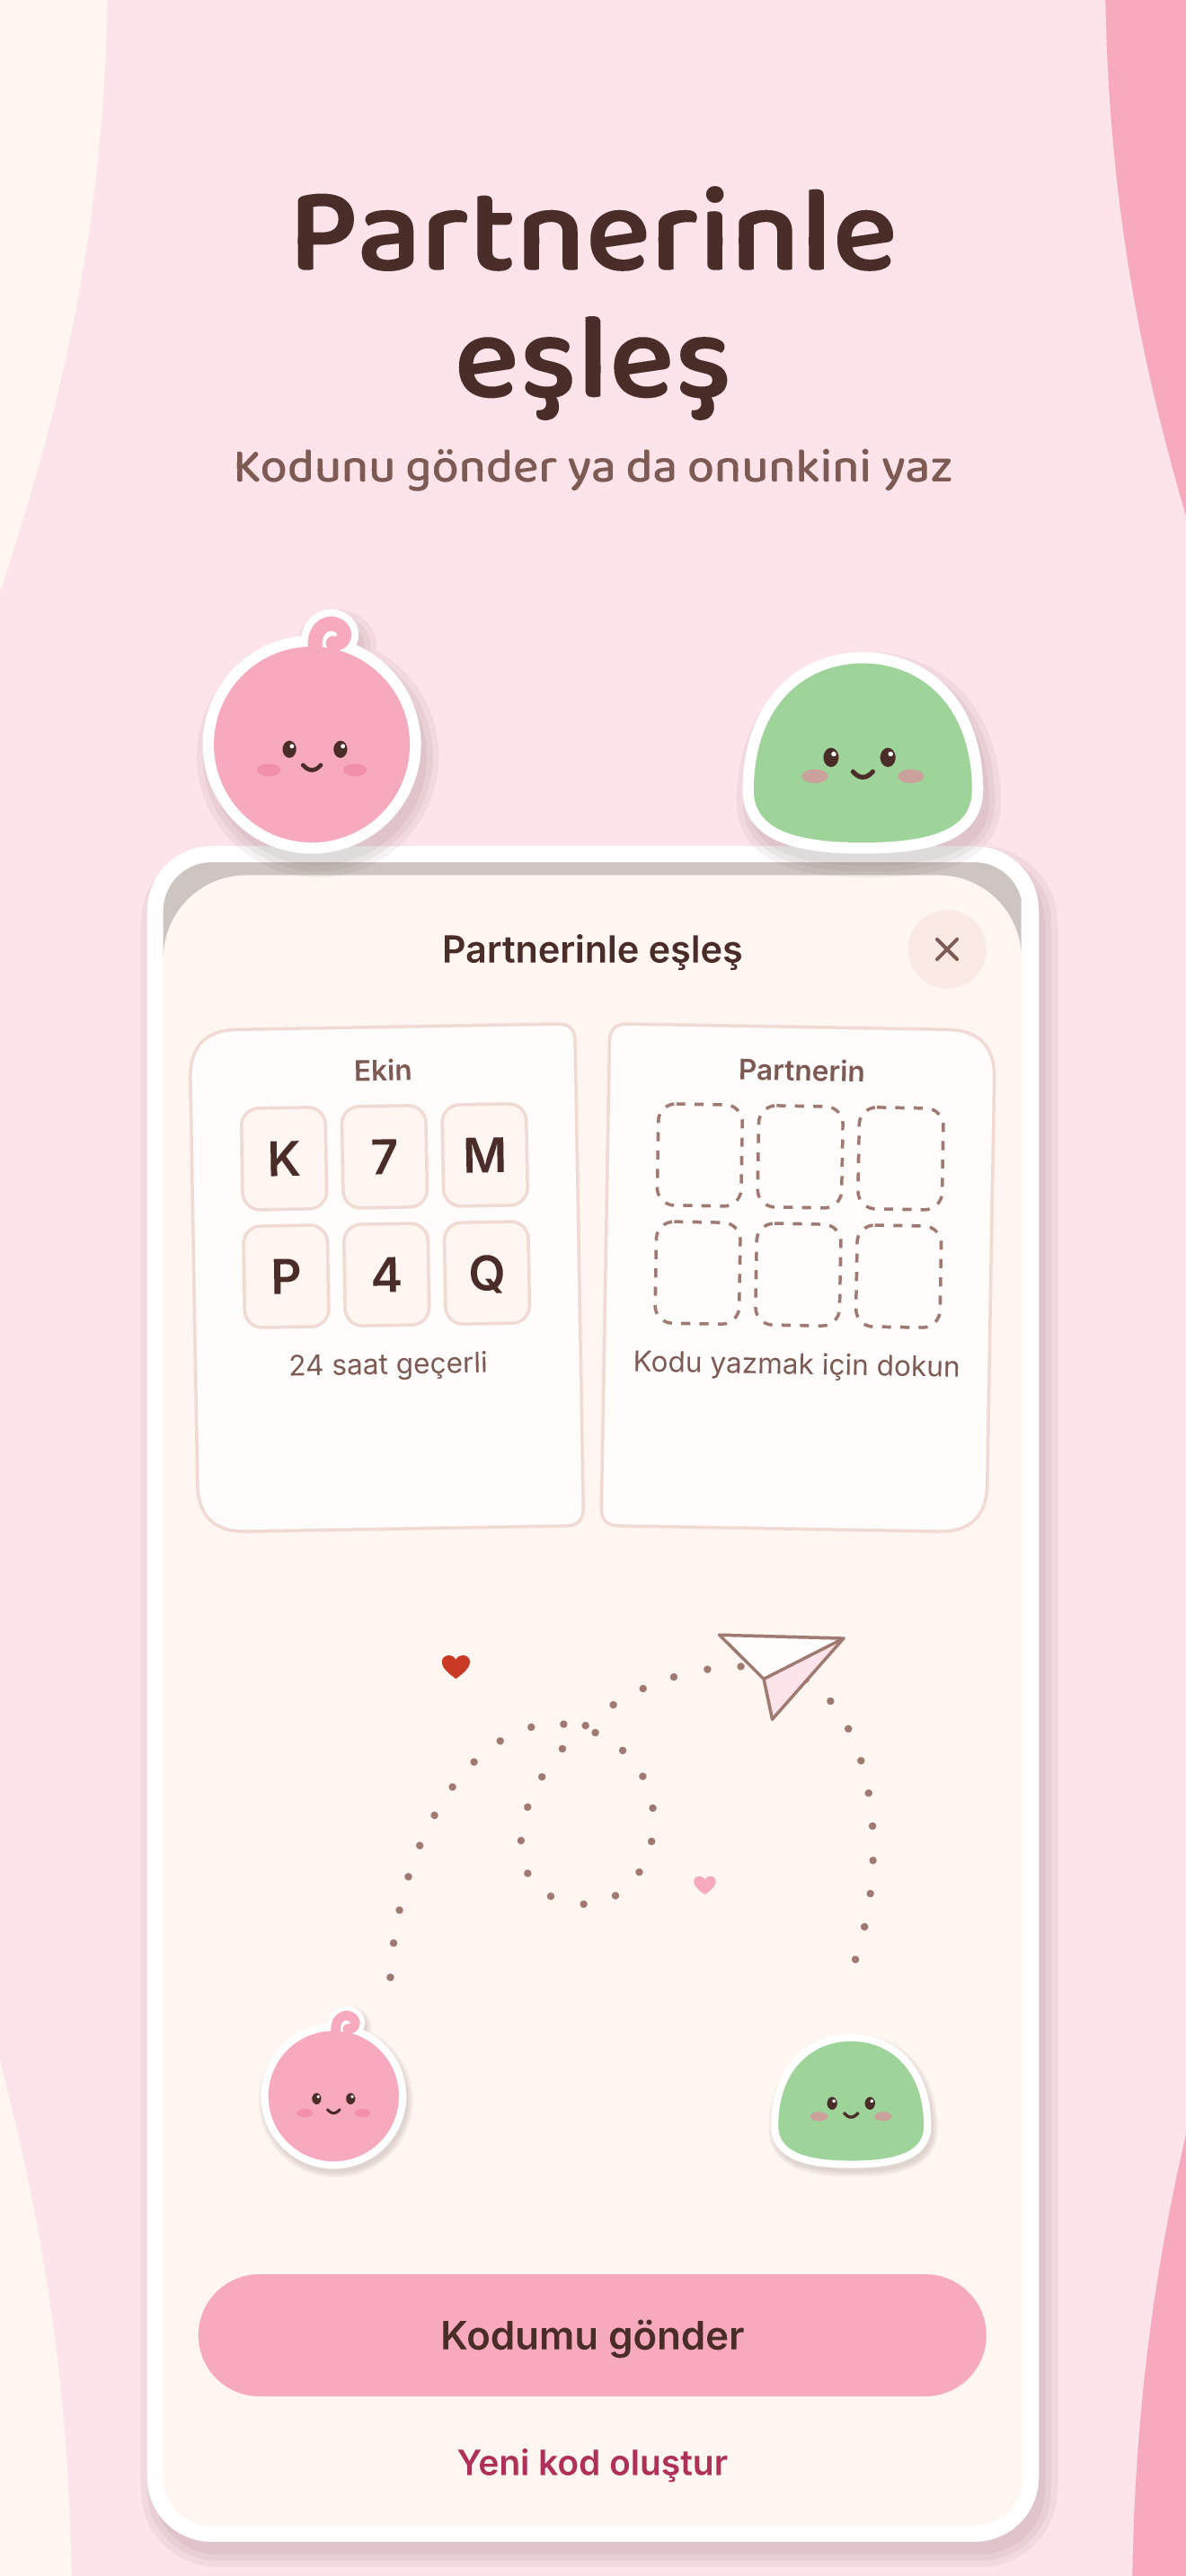 Partnerinle
eşleş
Kodunu gönder ya da onunkini yaz
Partnerinle eşleş
Ekin
K 7 M
P 4 Q
24 saat geçerli
Partnerin
Kodu yazmak için dokun
Kodumu gönder
Yeni kod oluştur